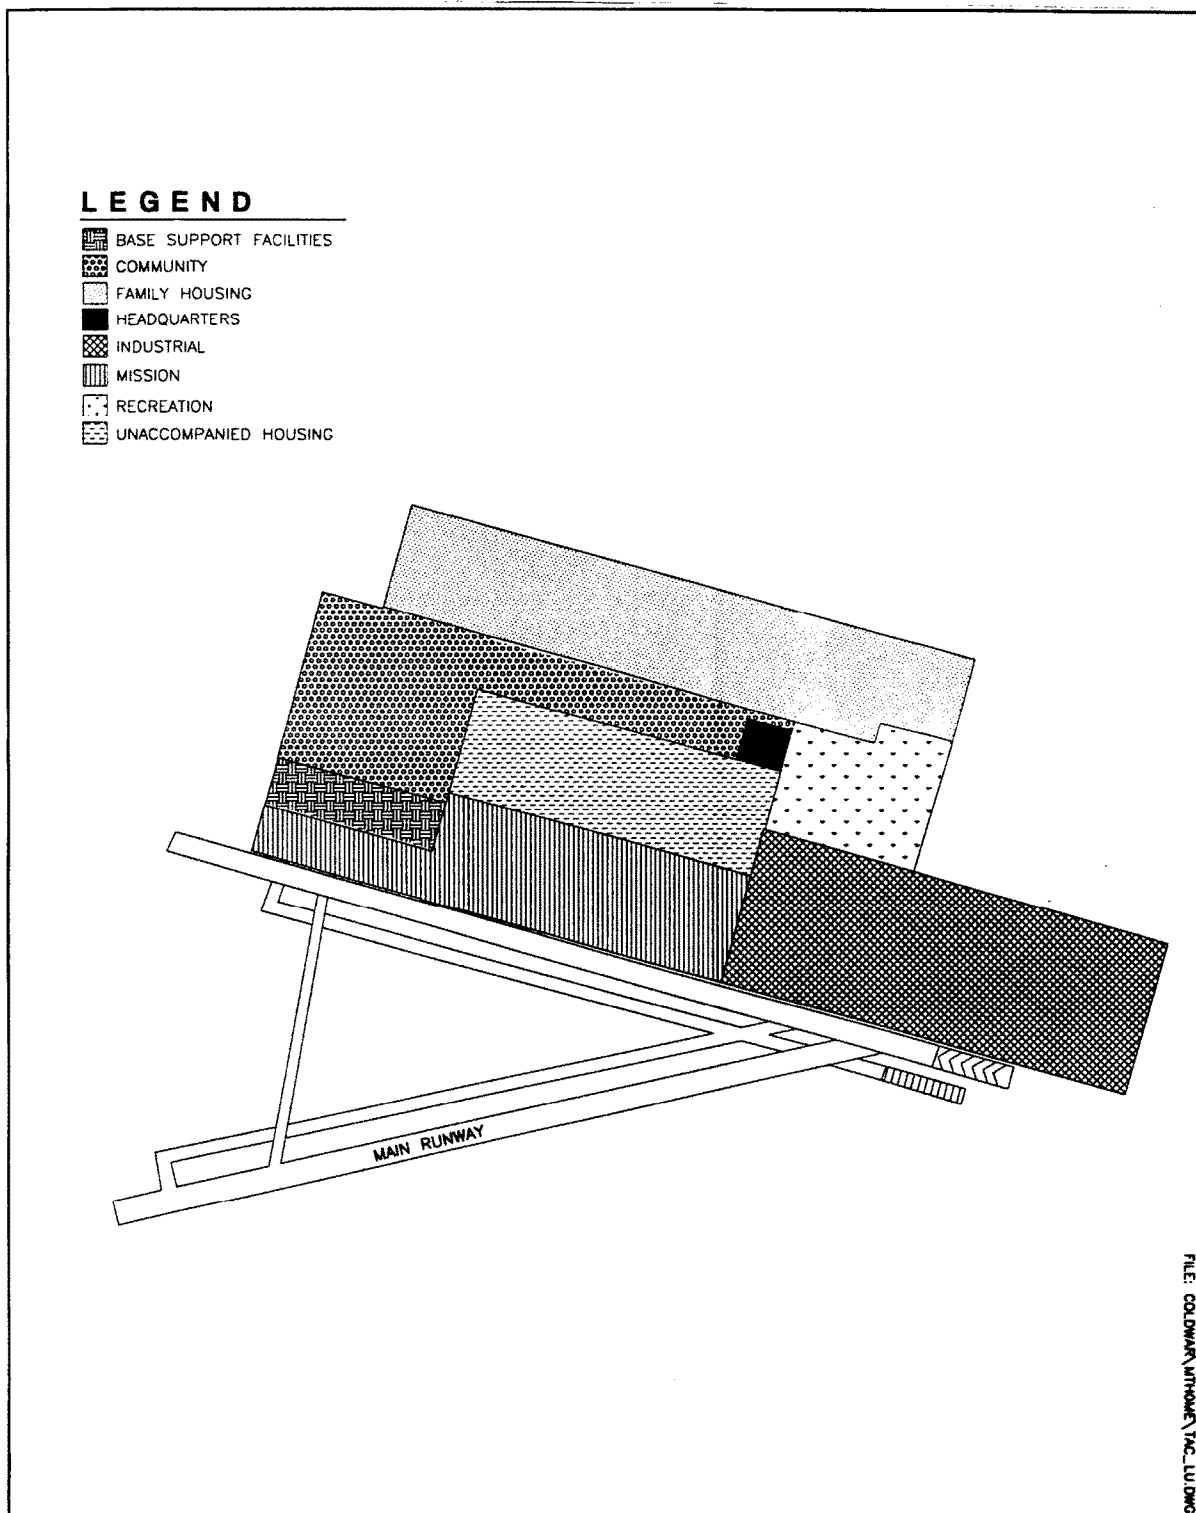 LEGEND
BASE SUPPORT FACILITIES
COMMUNITY
FAMILY HOUSING
HEADQUARTERS
INDUSTRIAL
MISSION
RECREATION
UNACCOMPANIED HOUSING
MAIN RUNWAY
FILE: COLDWAR\MTHOME\TAC_LU.DWG